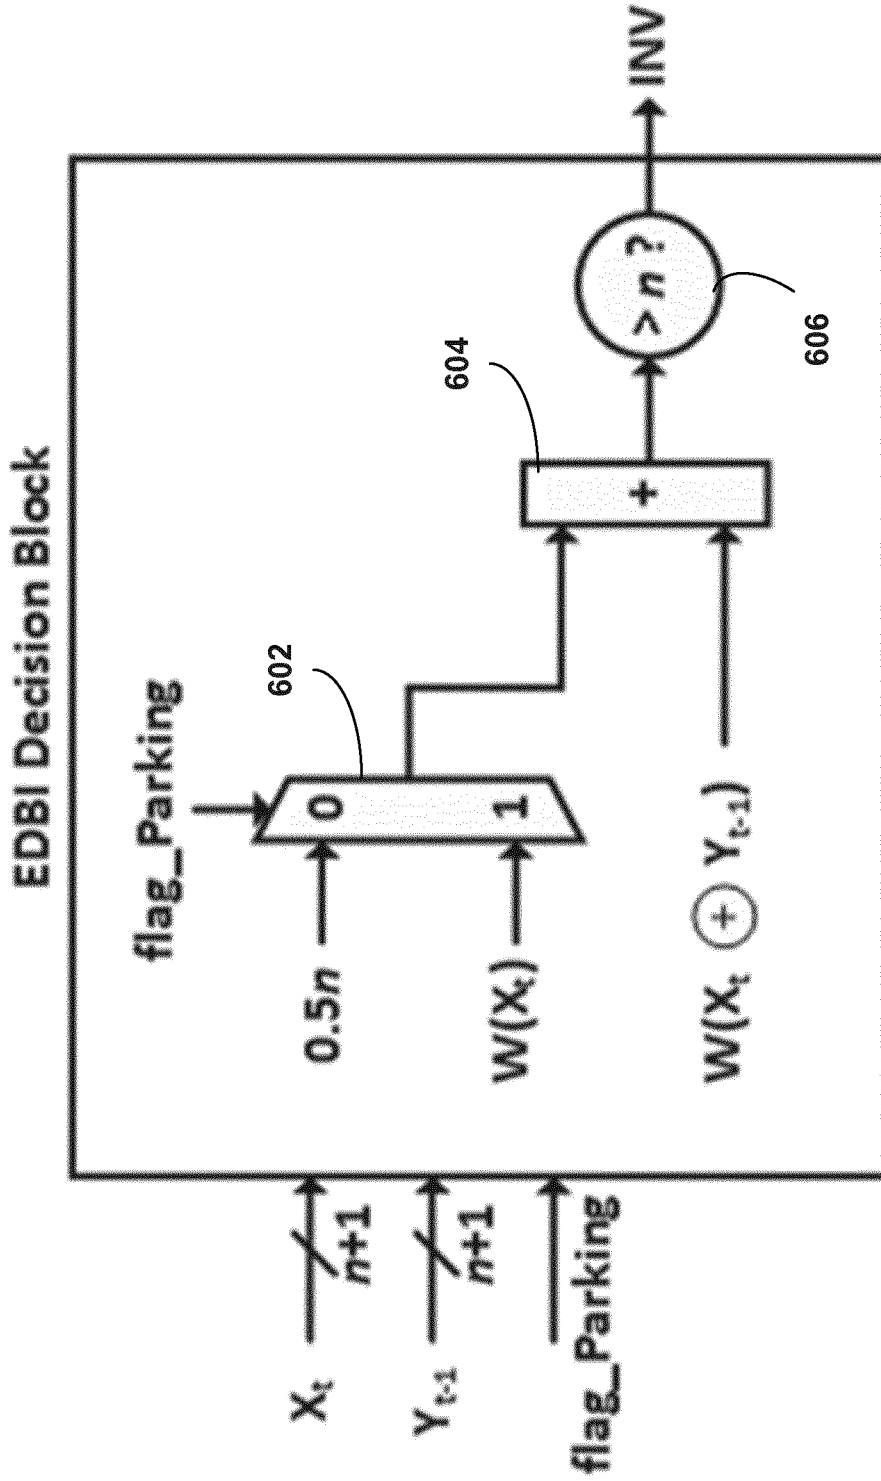 EDBI Decision Block
flag_Parking
602
0.5n
0
W(Xt)
1
604
+
W(Xt + Yt-1)
> n ?
606
INV
Xt
n+1
Yt-1
n+1
flag_Parking